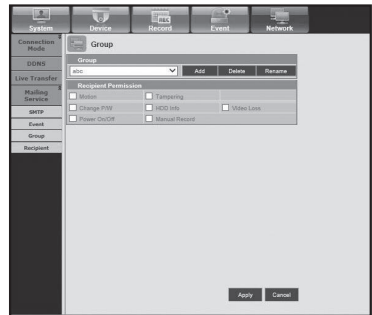 System Device Record Event Network
Connection Mode
DDNS
Live Transfer
Mailing Service
SMTP
Event
Group
Recipient
Group
Group
abc Add Delete Rename
Recipient Permission
Motion Tampering
Change F/W HDD Info Video Loss
Power On/Off Manual Record
Apply Cancel